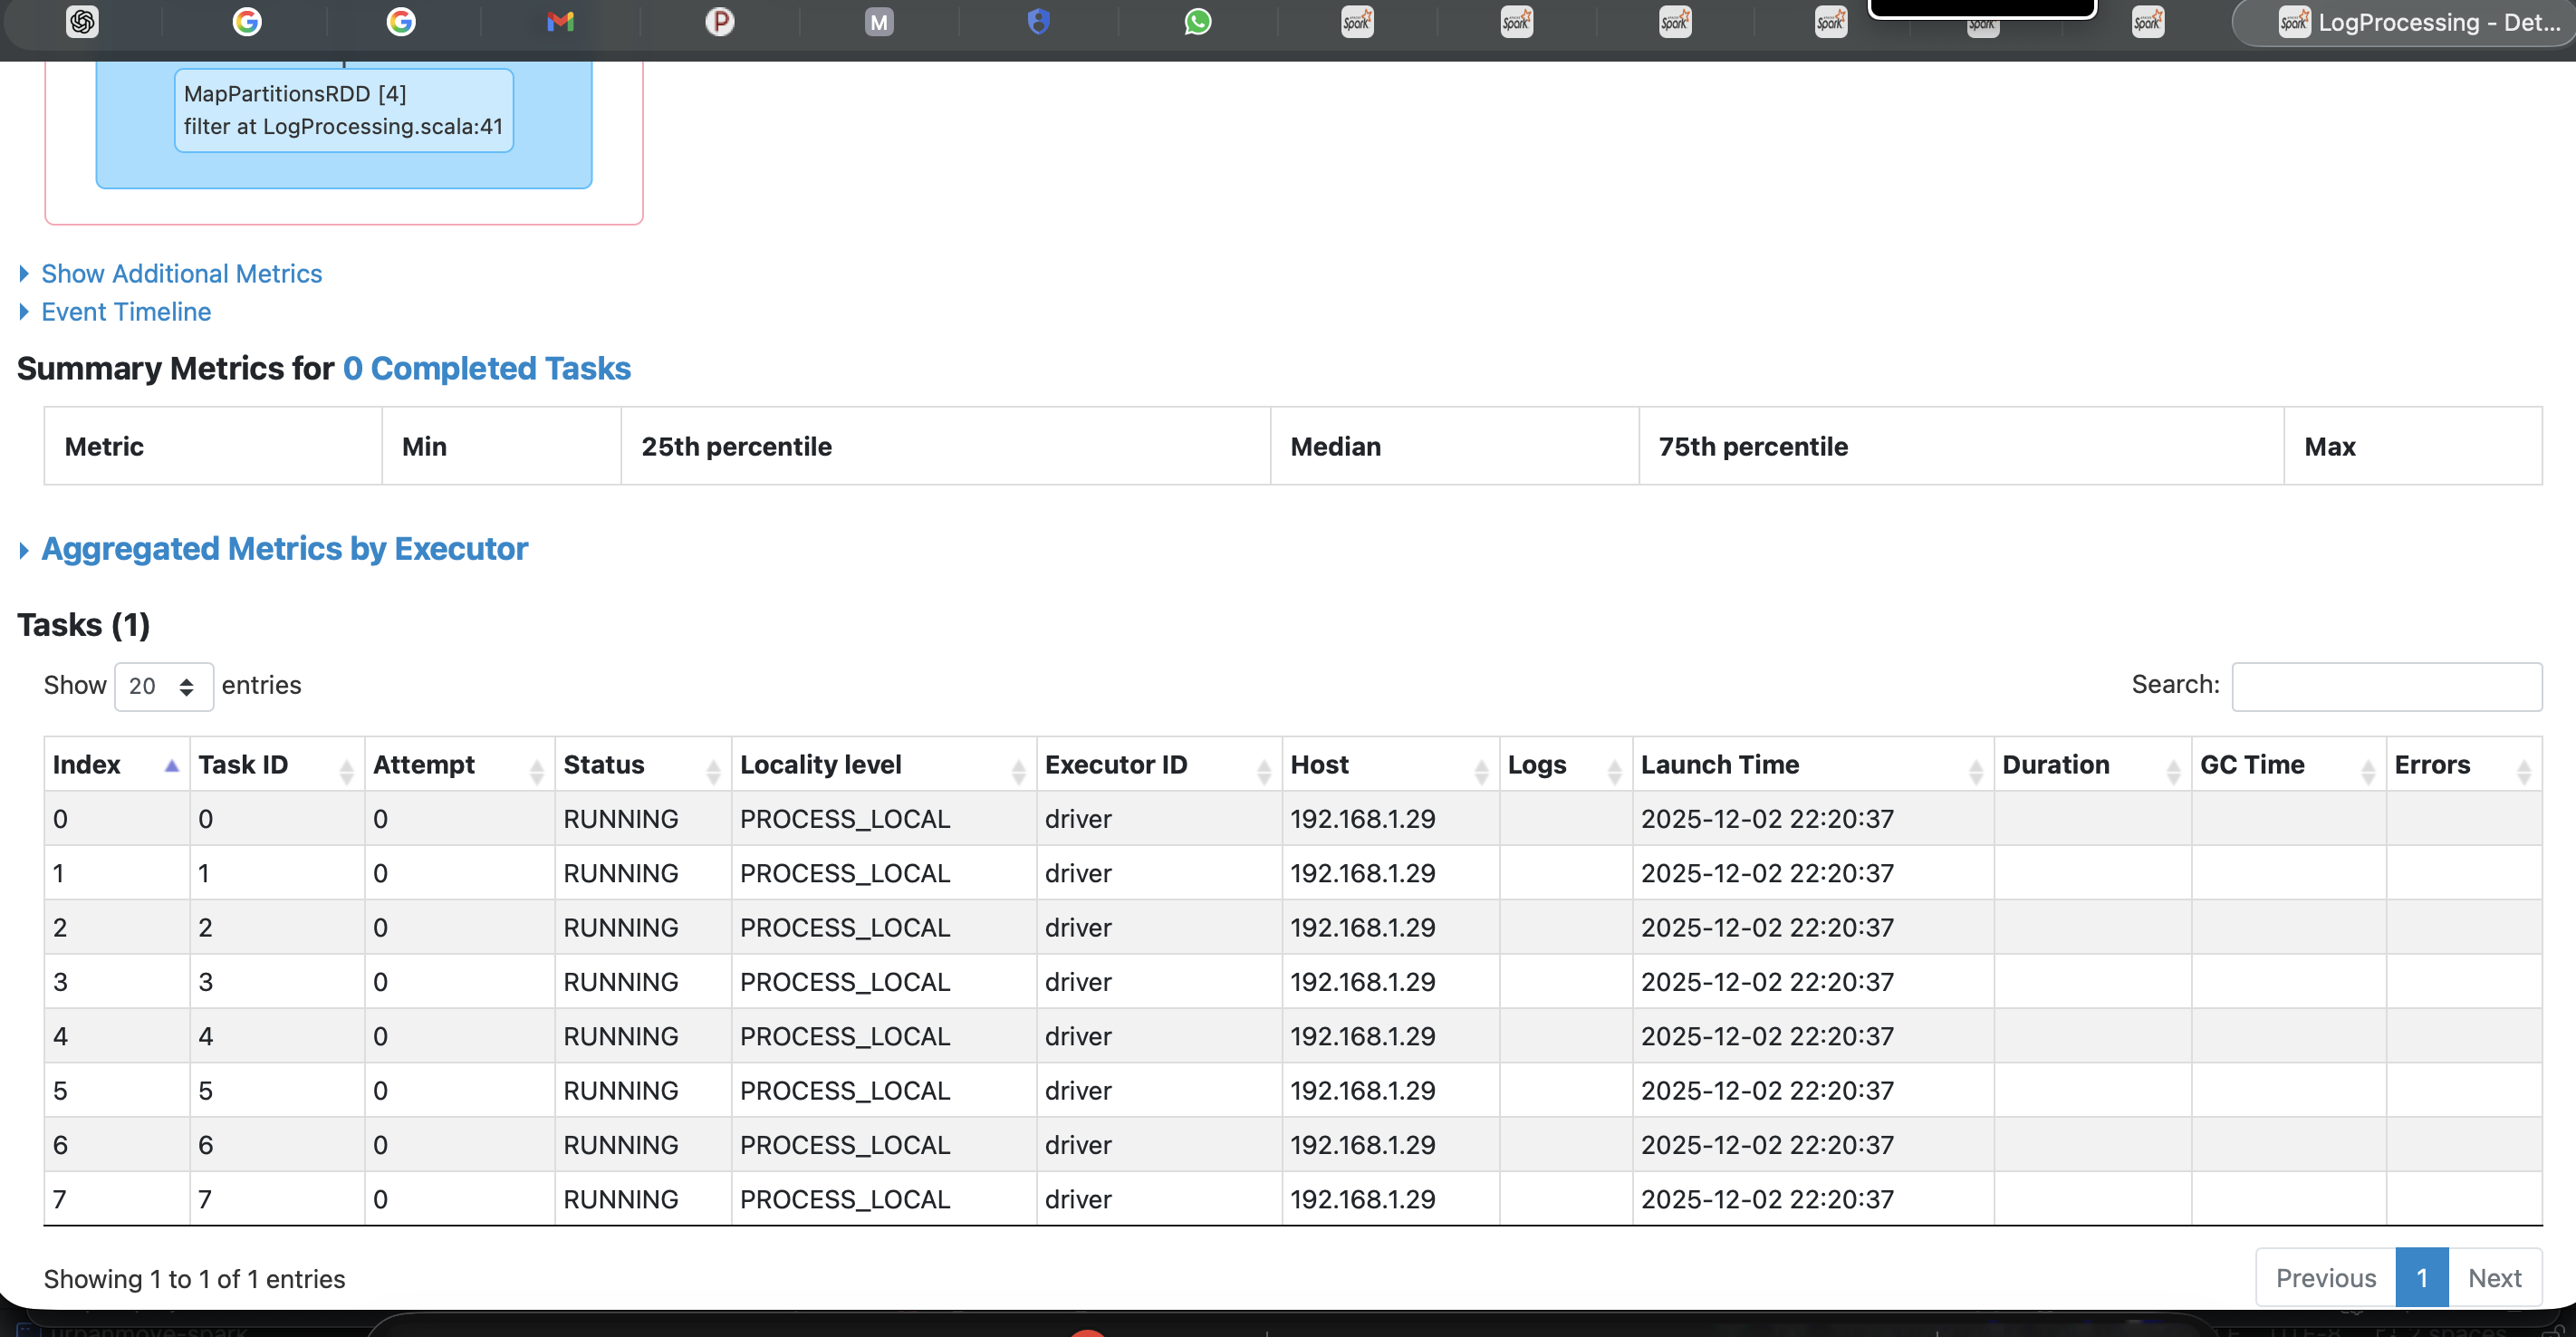 LogProcessing - Det...
MapPartitionsRDD [4]
filter at LogProcessing.scala:41
Show Additional Metrics
Event Timeline
Summary Metrics for 0 Completed Tasks
Metric Min 25th percentile Median 75th percentile Max
Aggregated Metrics by Executor
Tasks (1)
Show 20 entries Search:
Index Task ID Attempt Status Locality level Executor ID Host Logs Launch Time Duration GC Time Errors
0 0 0 RUNNING PROCESS_LOCAL driver 192.168.1.29 2025-12-02 22:20:37
1 1 0 RUNNING PROCESS_LOCAL driver 192.168.1.29 2025-12-02 22:20:37
2 2 0 RUNNING PROCESS_LOCAL driver 192.168.1.29 2025-12-02 22:20:37
3 3 0 RUNNING PROCESS_LOCAL driver 192.168.1.29 2025-12-02 22:20:37
4 4 0 RUNNING PROCESS_LOCAL driver 192.168.1.29 2025-12-02 22:20:37
5 5 0 RUNNING PROCESS_LOCAL driver 192.168.1.29 2025-12-02 22:20:37
6 6 0 RUNNING PROCESS_LOCAL driver 192.168.1.29 2025-12-02 22:20:37
7 7 0 RUNNING PROCESS_LOCAL driver 192.168.1.29 2025-12-02 22:20:37
Showing 1 to 1 of 1 entries Previous 1 Next